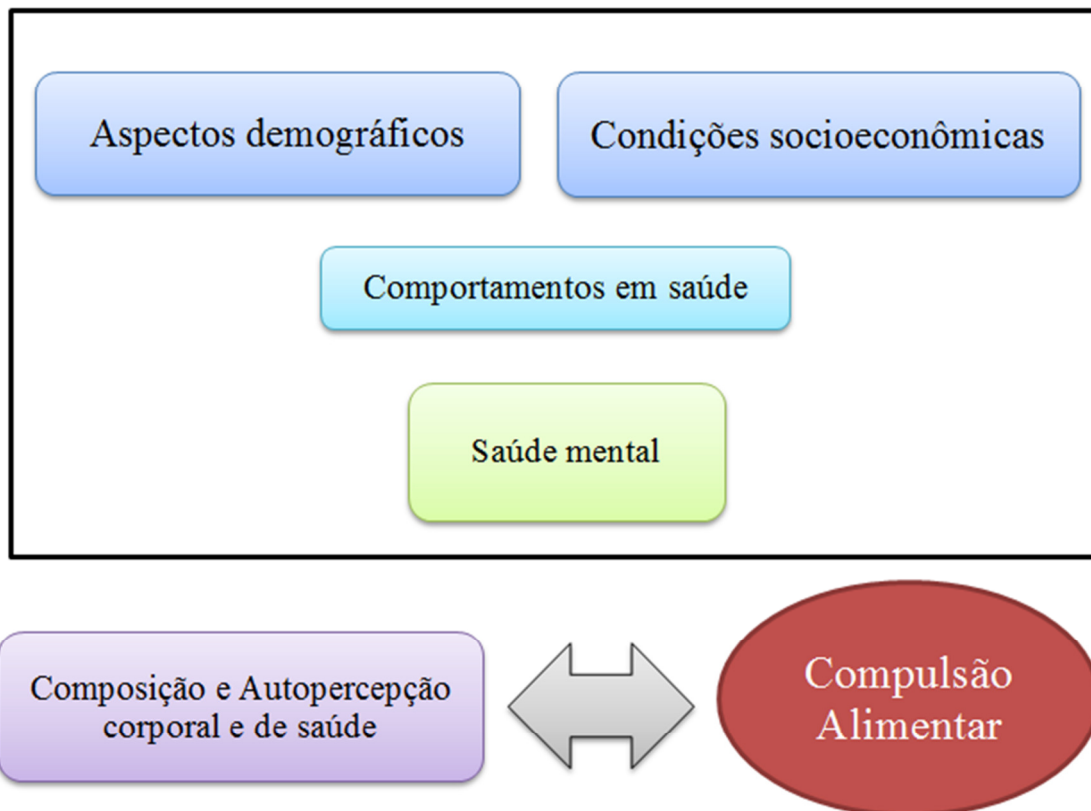 Aspectos demográficos
Condições socioeconômicas
Comportamentos em saúde
Saúde mental
Composição e Autopercepção
corporal e de saúde
Compulsão
Alimentar